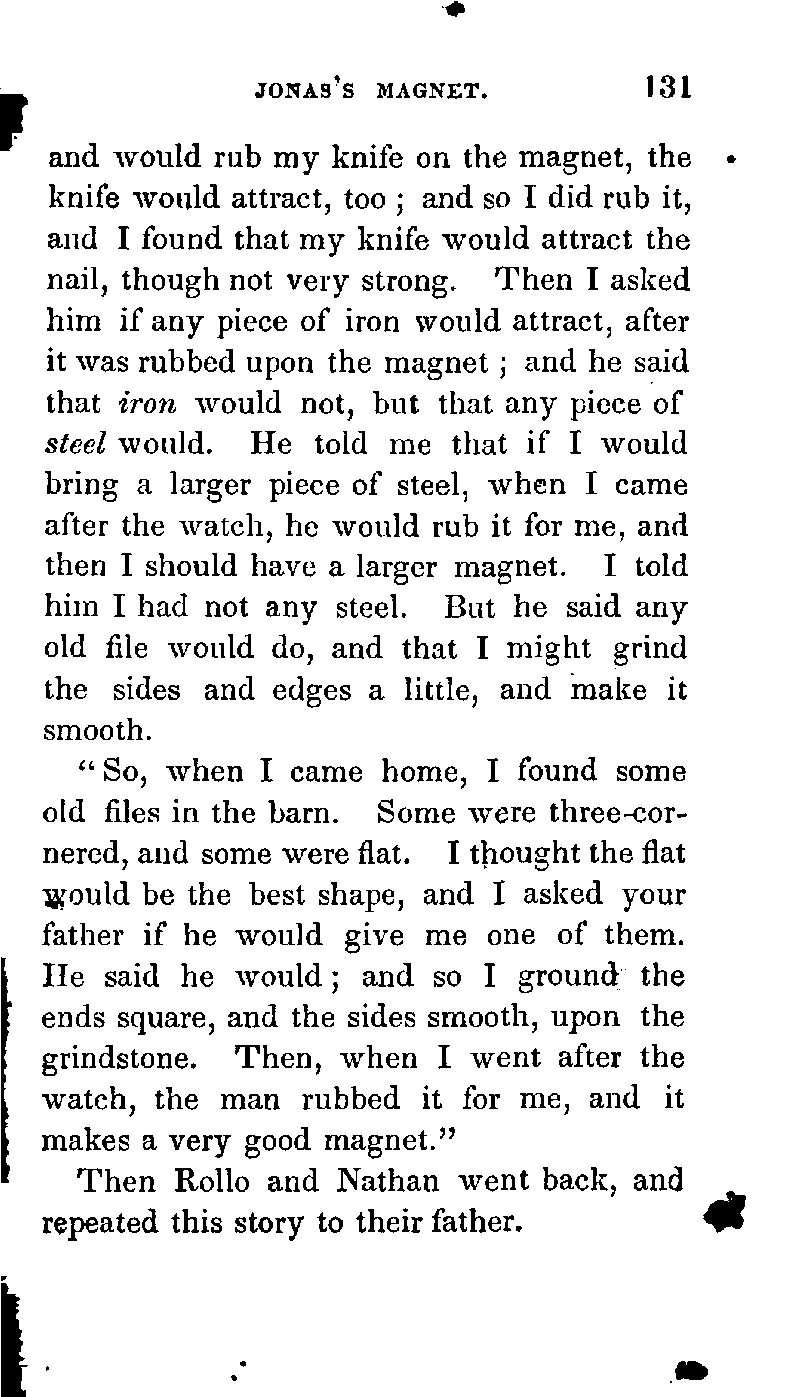 JONAS'S MAGNET. 131
and would rub my knife on the magnet, the
knife would attract, too ; and so I did rub it,
and I found that my knife would attract the
nail, though not very strong. Then I asked
him if any piece of iron would attract, after
it was rubbed upon the magnet ; and he said
that iron would not, but that any piece of
steel would. He told me that if I would
bring a larger piece of steel, when I came
after the watch, he would rub it for me, and
then I should have a larger magnet. I told
him I had not any steel. But he said any
old file would do, and that I might grind
the sides and edges a little, and make it
smooth.
“So, when I came home, I found some
old files in the barn. Some were three-cor-
nered, and some were flat. I thought the flat
would be the best shape, and I asked your
father if he would give me one of them.
He said he would ; and so I ground the
ends square, and the sides smooth, upon the
grindstone. Then, when I went after the
watch, the man rubbed it for me, and it
makes a very good magnet.”
Then Rollo and Nathan went back, and
repeated this story to their father.